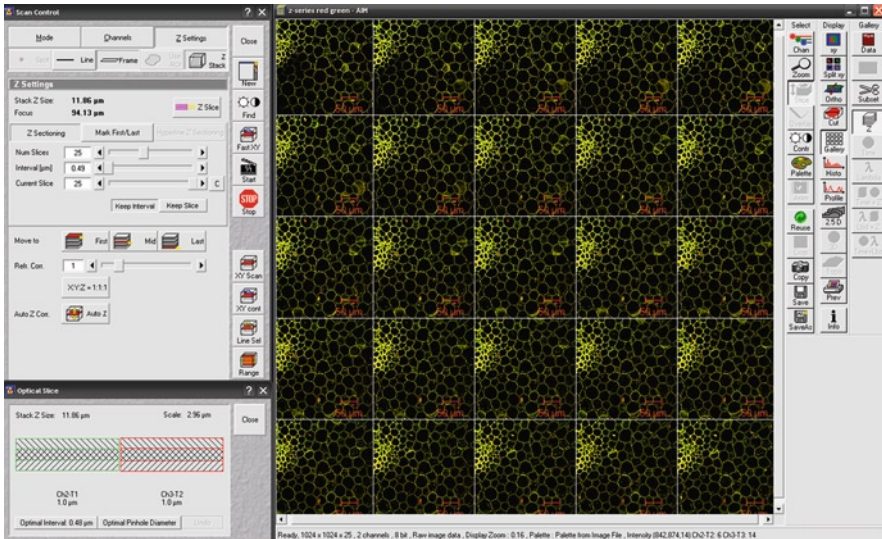 Scan Control
Mode
Channels
Z Settings
Close
Line
Frame
Z
Stack
New
Z Settings
Stack Z Size: 11.86 µm
Focus 94.13 µm
Z Slice
Find
Z Sectioning
Mark First/Last
Hyperfine Z Sectioning
Fast XY
Num Slices 25
Interval [µm] 0.49
Current Slice 25
C
Start
Keep Interval
Keep Slice
STOP
Stop
Move to
First
Mid
Last
XY Scan
1
X:Y:Z = 1:1:1
XY cont
Auto Z Corr.
Auto Z
Line Sel
Range
Optical Slice
Stack Z Size: 11.86 µm
Scale: 2.96 µm
Close
Ch2-T1
1.0 µm
Ch3-T2
1.0 µm
Optimal Interval 0.48 µm
Optimal Pinhole Diameter
Undo
z-series red green - AIM
Select
Display
Gallery
Chan
xy
Data
Zoom
Split xy
Slice
Ortho
Subset
Cut
Z
Contr
Gallery
Palette
Histo
Profile
Reuse
2.5 D
Copy
Save
Prev
SaveAs
Info
Ready, 1024 x 1024 x 25 , 2 channels , 8 bit , Raw image data , Display-Zoom : 0.16 , Palette : Palette from Image File , Intensity (842,874,14) Ch2-T2: 6 Ch3-T3: 14